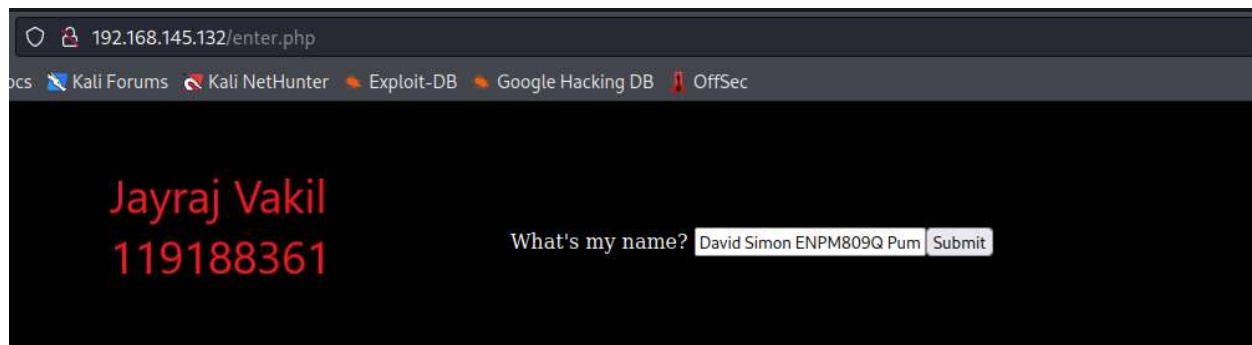 192.168.145.132/enter.php
Kali Forums Kali NetHunter Exploit-DB Google Hacking DB OffSec
Jayraj Vakil
119188361
What's my name? David Simon ENPM809Q Pum Submit